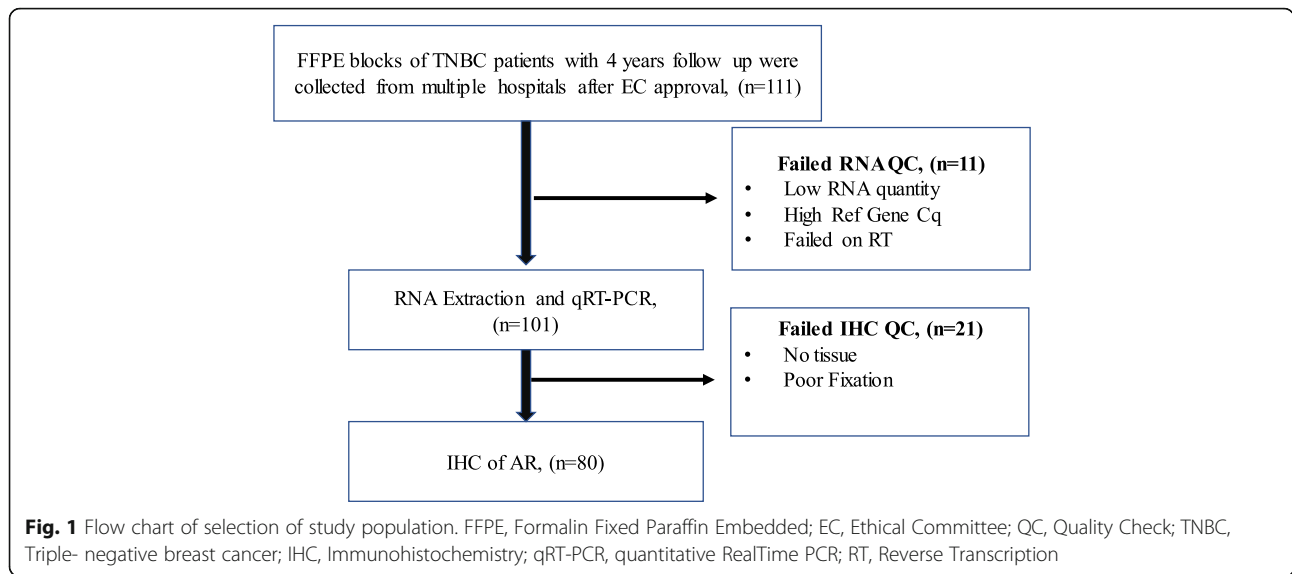 FFPE blocks of TNBC patients with 4 years follow up were
collected from multiple hospitals after EC approval, (n=111)
Failed RNA QC, (n=11)
• Low RNA quantity
• High Ref Gene Cq
• Failed on RT
RNA Extraction and qRT-PCR,
(n=101)
Failed IHC QC, (n=21)
• No tissue
• Poor Fixation
IHC of AR, (n=80)
Fig. 1 Flow chart of selection of study population. FFPE, Formalin Fixed Paraffin Embedded; EC, Ethical Committee; QC, Quality Check; TNBC,
Triple- negative breast cancer; IHC, Immunohistochemistry; qRT-PCR, quantitative RealTime PCR; RT, Reverse Transcription